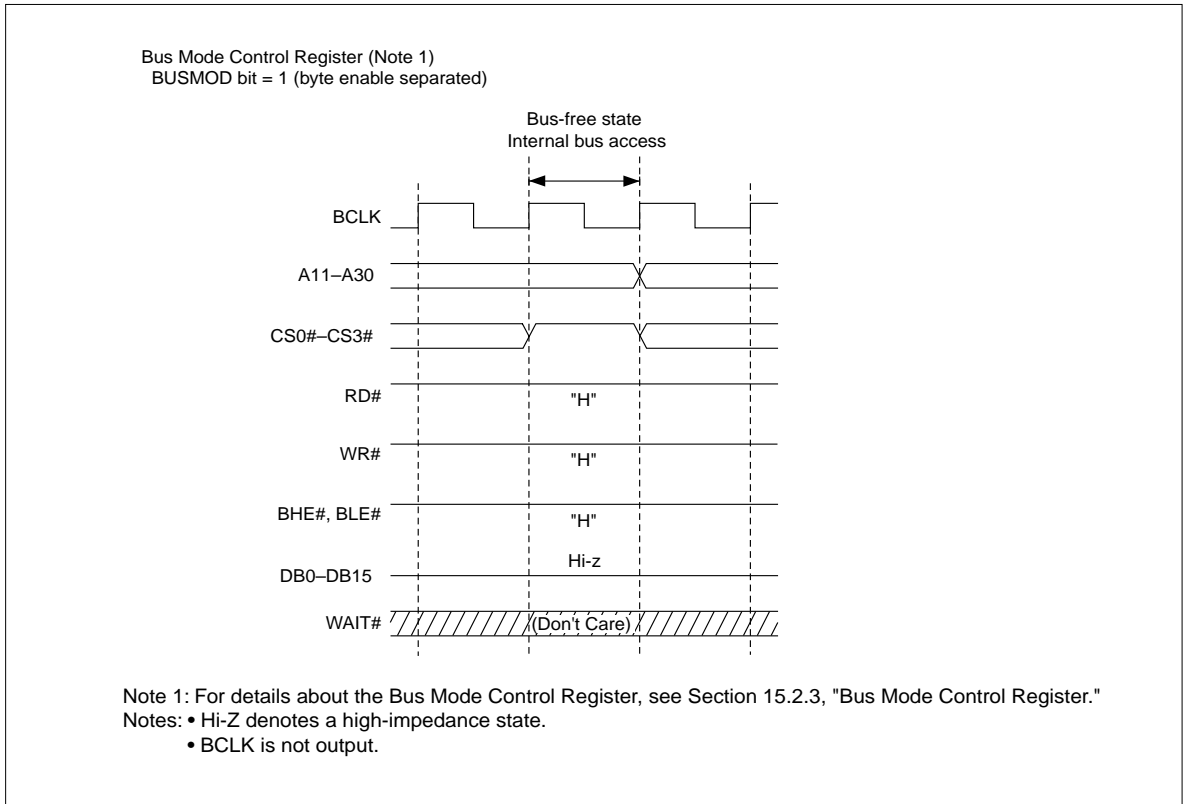 Bus Mode Control Register (Note 1)
BUSMOD bit = 1 (byte enable separated)
Bus-free state
Internal bus access
BCLK
A11–A30
CS0#–CS3#
RD#
"H"
WR#
"H"
BHE#, BLE#
"H"
Hi-z
DB0–DB15
WAIT#
(Don't Care)
Note 1: For details about the Bus Mode Control Register, see Section 15.2.3, "Bus Mode Control Register."
Notes: • Hi-Z denotes a high-impedance state.
• BCLK is not output.